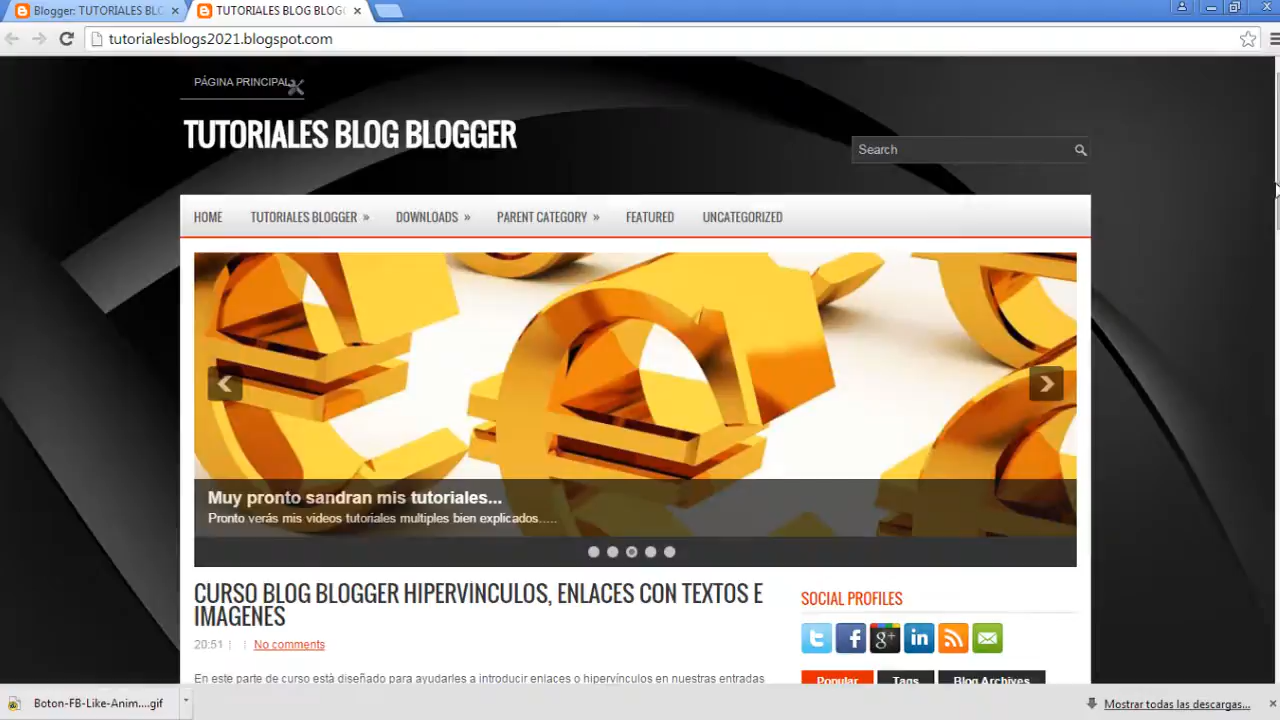 Blogger: TUTORIALES BLO
TUTORIALES BLOG BLOGG
tutorialesblogs2021.blogspot.com
PÁGINA PRINCIPAL
TUTORIALES BLOG BLOGGER
Search
HOME TUTORIALES BLOGGER » DOWNLOADS » PARENT CATEGORY » FEATURED UNCATEGORIZED
Muy pronto sandran mis tutoriales...
Pronto verás mis videos tutoriales multiples bien explicados.....
CURSO BLOG BLOGGER HIPERVINCULOS, ENLACES CON TEXTOS E
IMAGENES
20:51 No comments
En este parte de curso está diseñado para ayudarles a introducir enlaces o hipervínculos en nuestras entradas
SOCIAL PROFILES
Popular Tags Blog Archives
Boton-FB-Like-Anim....gif
Mostrar todas las descargas...